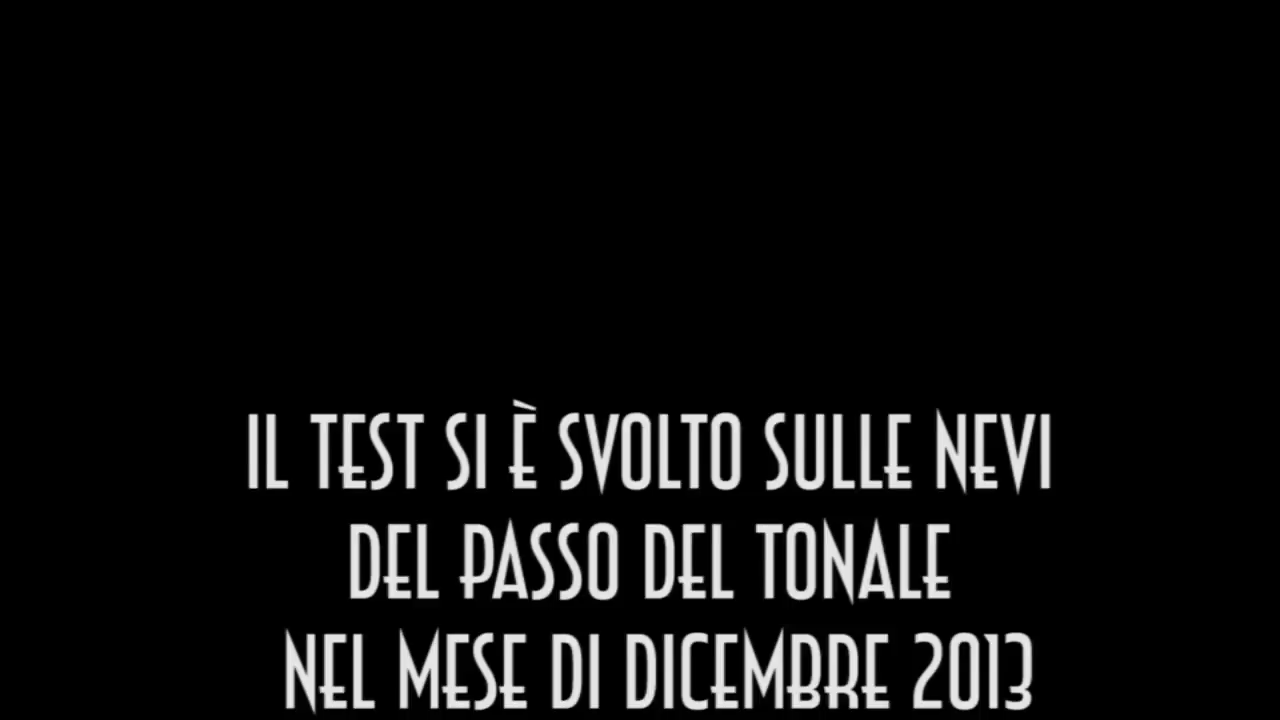 IL TEST SI È SVOLTO SULLE NEVI
DEL PASSO DEL TONALE
NEL MESE DI DICEMBRE 2013